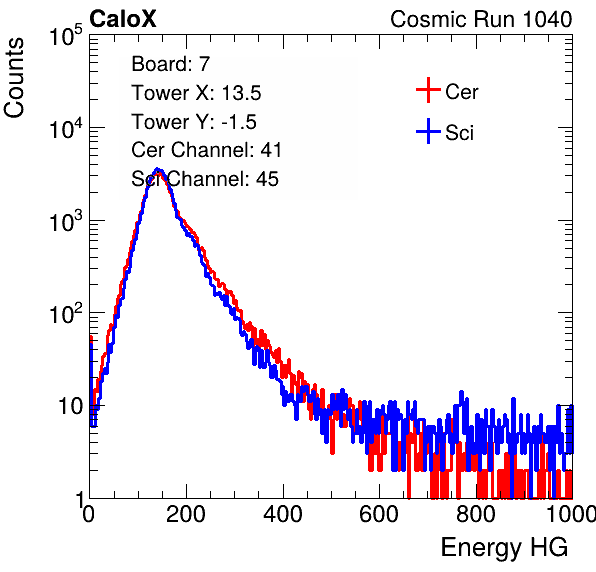 CaloX Cosmic Run 1040
Counts
Board: 7
Tower X: 13.5
Tower Y: -1.5
Cer Channel: 41
Sci Channel: 45
Cer
Sci
10^5
10^4
10^3
10^2
10
1
0 200 400 600 800 1000
Energy HG